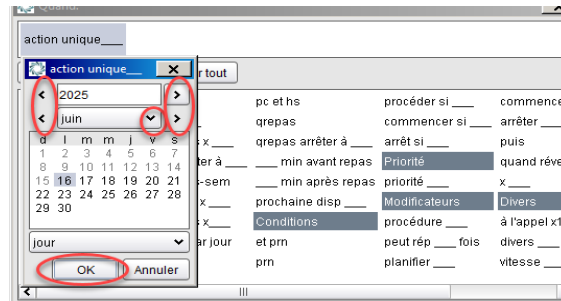 Quand:
action unique___
action unique___
r tout
< 2025 >
< juin >
d l m m j v s
1 2 3 4 5 6 7
8 9 10 11 12 13 14
15 16 17 18 19 20 21
22 23 24 25 26 27 28
29 30
jour
OK Annuler
pc et hs procéder si ___ commence
qrepas commencer si ___ arrêter ___
x ___ qrepas arrêter à ___ arrêt si ___ puis
ter à ___ ___ min avant repas Priorité quand réve
-sem ___ min après repas priorité ___ x ___
x ___ prochaine disp ___ Modificateurs Divers
x ___ Conditions procédure ___ à l'appel x1
ar jour et prn peut rép ___ fois divers ___
prn planifier ___ vitesse ___